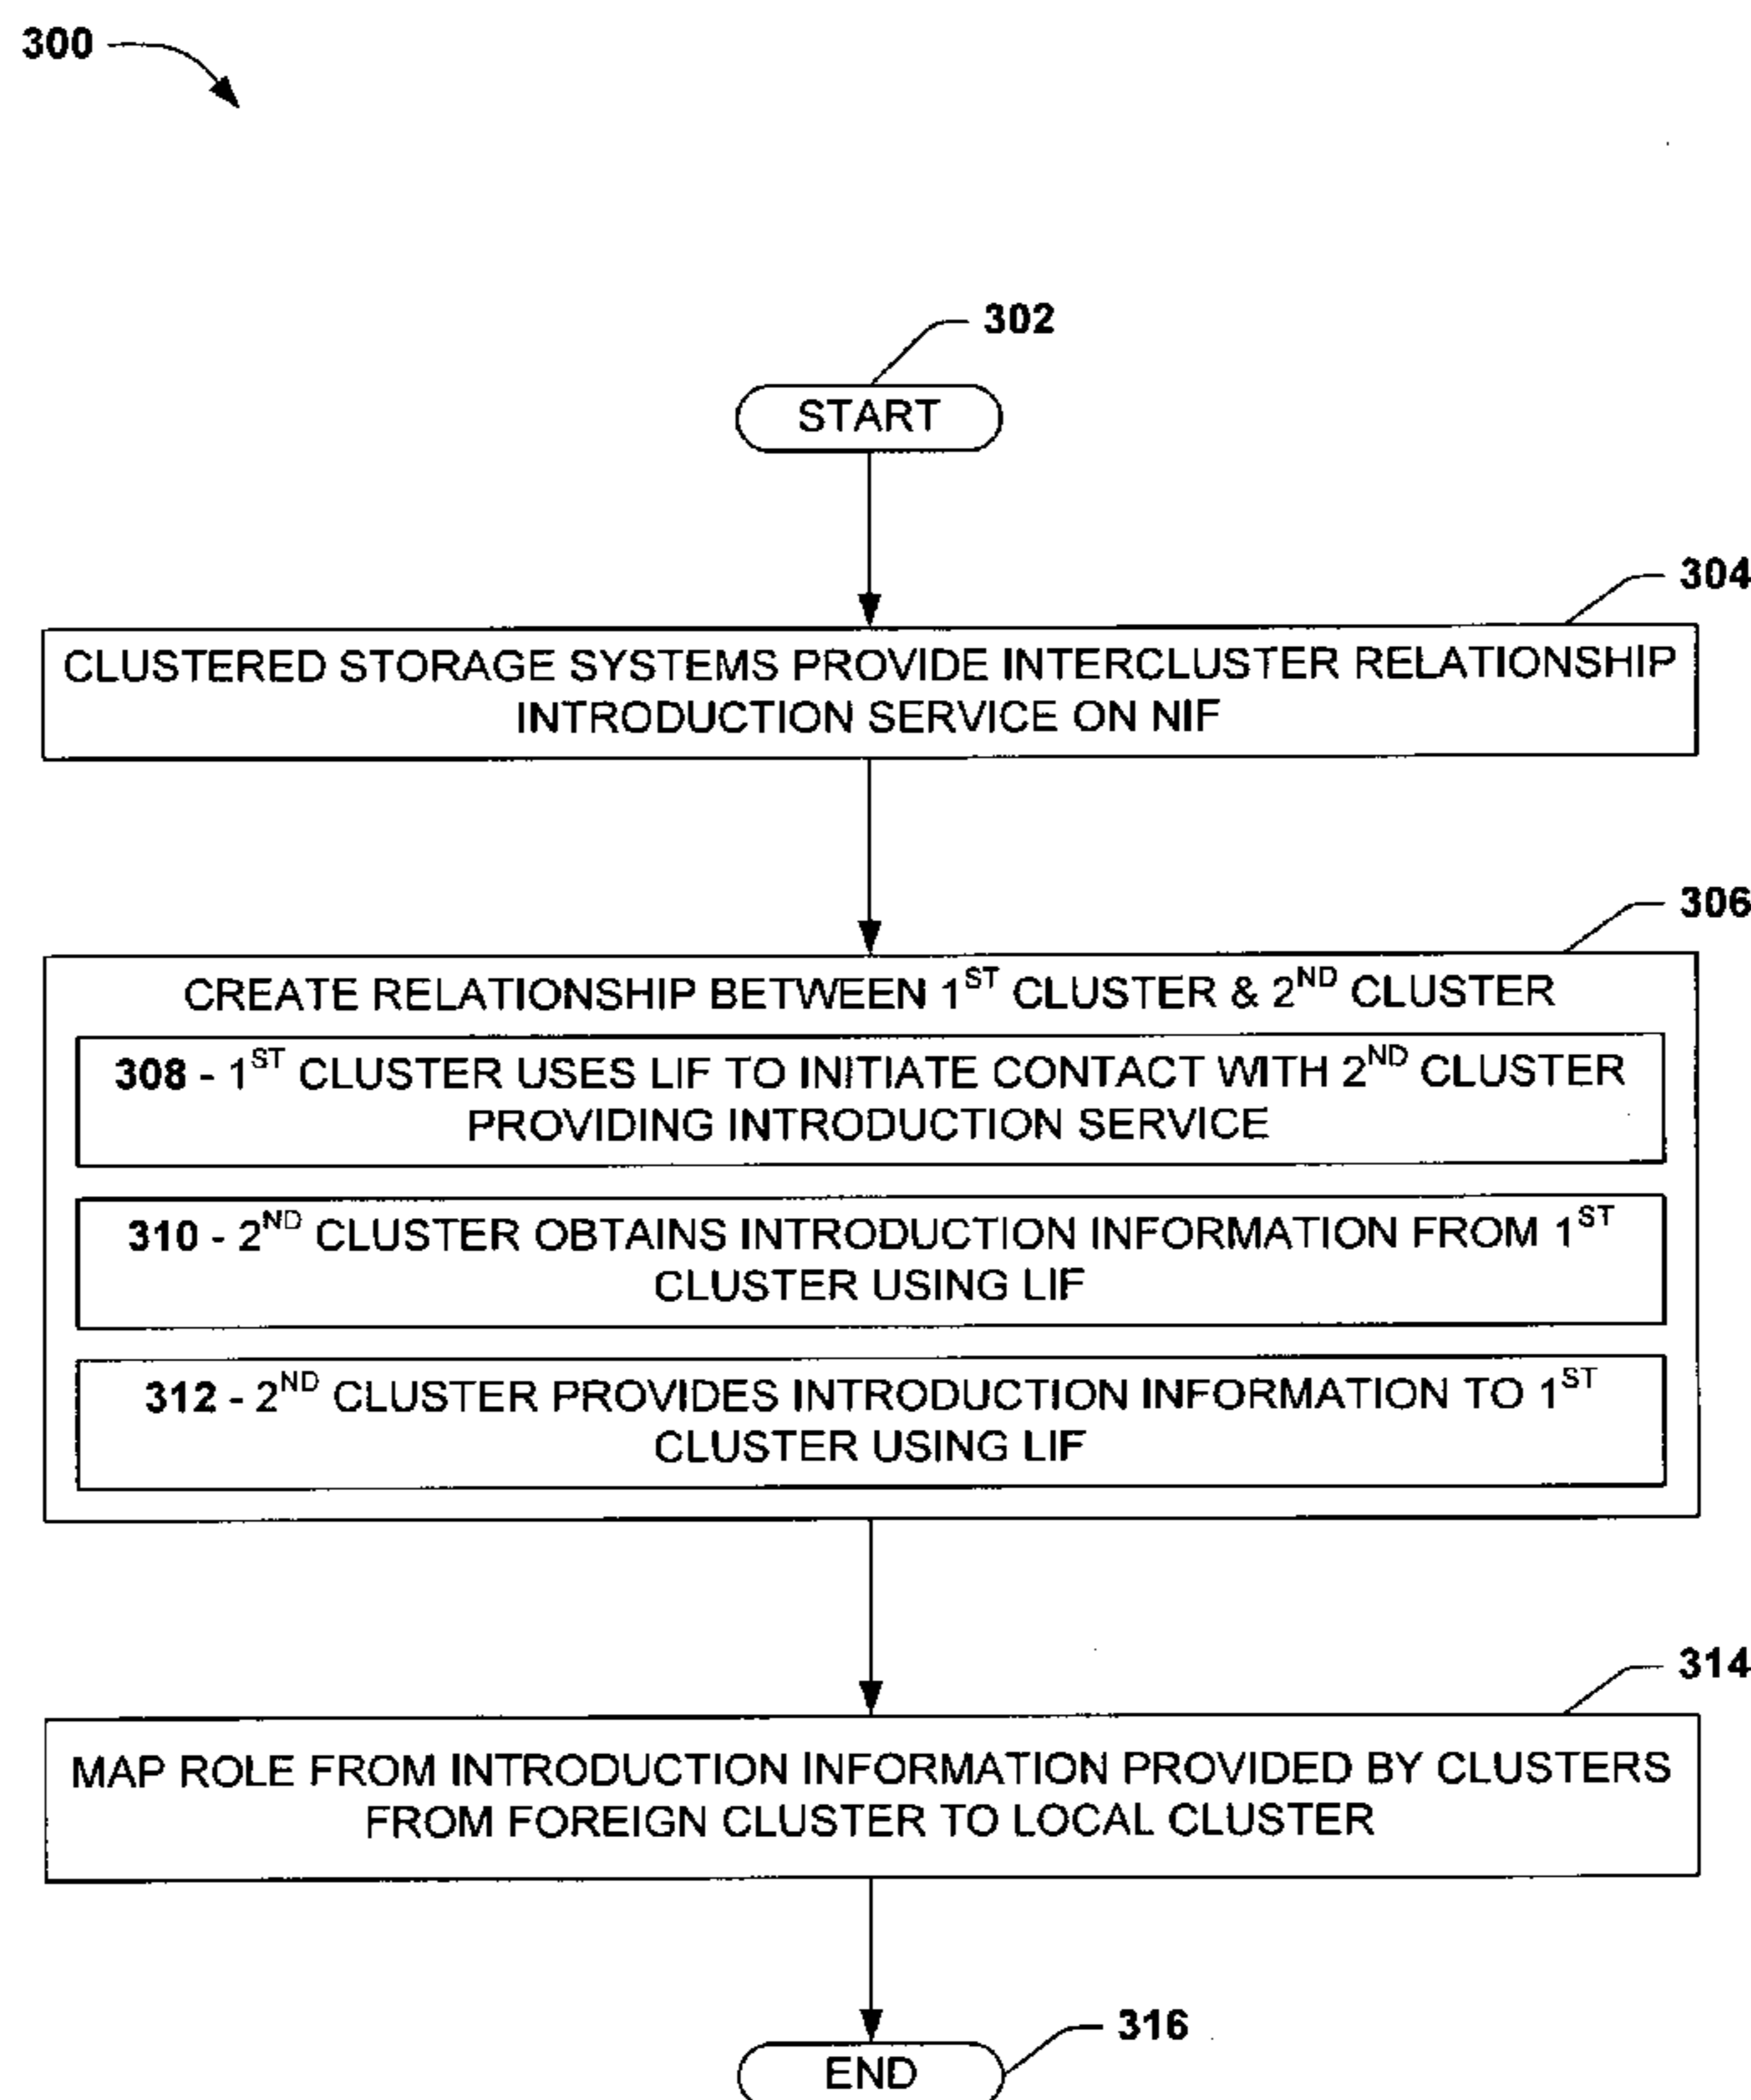 300
302
START
304
CLUSTERED STORAGE SYSTEMS PROVIDE INTERCLUSTER RELATIONSHIP
INTRODUCTION SERVICE ON NIF
306
CREATE RELATIONSHIP BETWEEN 1ST CLUSTER & 2ND CLUSTER
308 - 1ST CLUSTER USES LIF TO INITIATE CONTACT WITH 2ND CLUSTER
PROVIDING INTRODUCTION SERVICE
310 - 2ND CLUSTER OBTAINS INTRODUCTION INFORMATION FROM 1ST
CLUSTER USING LIF
312 - 2ND CLUSTER PROVIDES INTRODUCTION INFORMATION TO 1ST
CLUSTER USING LIF
314
MAP ROLE FROM INTRODUCTION INFORMATION PROVIDED BY CLUSTERS
FROM FOREIGN CLUSTER TO LOCAL CLUSTER
316
END